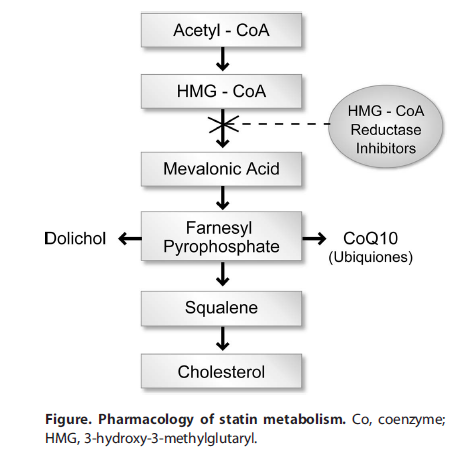 Acetyl - CoA
HMG - CoA
HMG - CoA
Reductase
Inhibitors
Mevalonic Acid
Dolichol
Farnesyl
Pyrophosphate
CoQ10
(Ubiquiones)
Squalene
Cholesterol
Figure. Pharmacology of statin metabolism. Co, coenzyme;
HMG, 3-hydroxy-3-methylglutaryl.